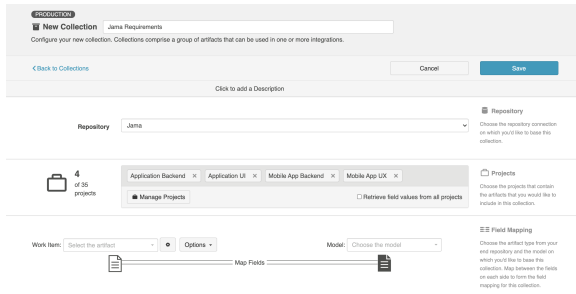 PRODUCTION
New Collection Jama Requirements
Configure your new collection. Collections comprise a group of artifacts that can be used in one or more integrations.
Back to Collections
Cancel
Save
Click to add a Description
Repository
Jama
Repository
Choose the repository connection
on which you'd like to base this
collection.
4
of 35
projects
Application Backend × Application UI × Mobile App Backend × Mobile App UX ×
Manage Projects
Retrieve field values from all projects
Projects
Choose the projects that contain
the artifacts that you would like to
include in this collection.
Work Item: Select the artifact
Options
Model: Choose the model
Map Fields
Field Mapping
Choose the artifact type from your
end repository and the model on
which you'd like to base this
collection. Map between the fields
on each side to form the field
mapping for this collection.